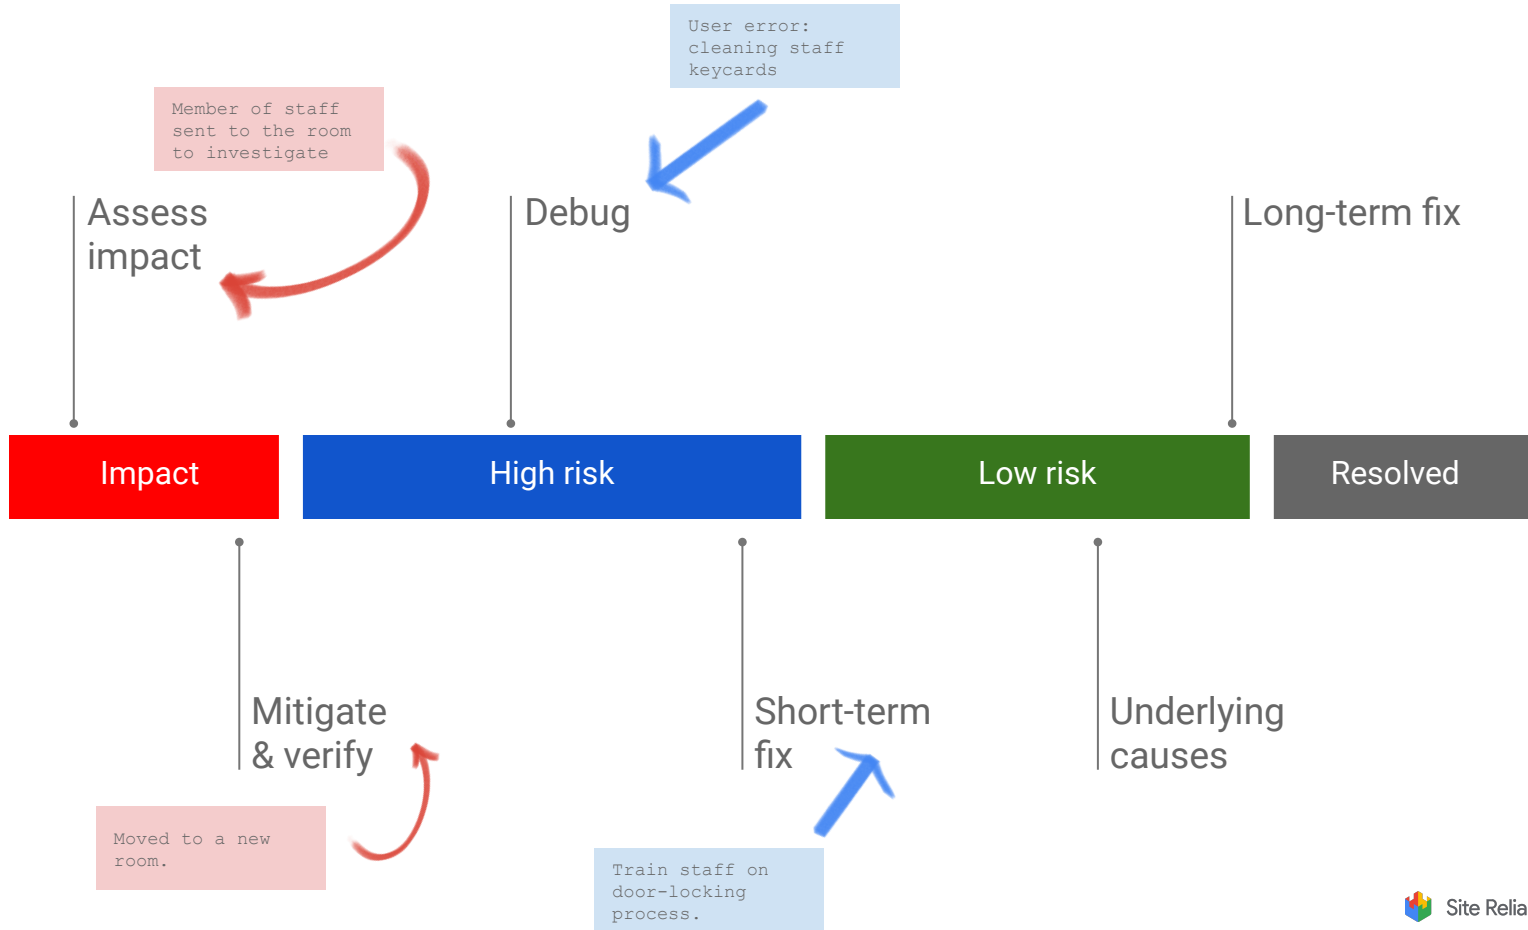 User error:
cleaning staff
keycards
Member of staff
sent to the room
to investigate
Assess
impact
Debug
Long-term fix
Impact
High risk
Low risk
Resolved
Mitigate
& verify
Short-term
fix
Underlying
causes
Moved to a new
room.
Train staff on
door-locking
process.
Site Relia